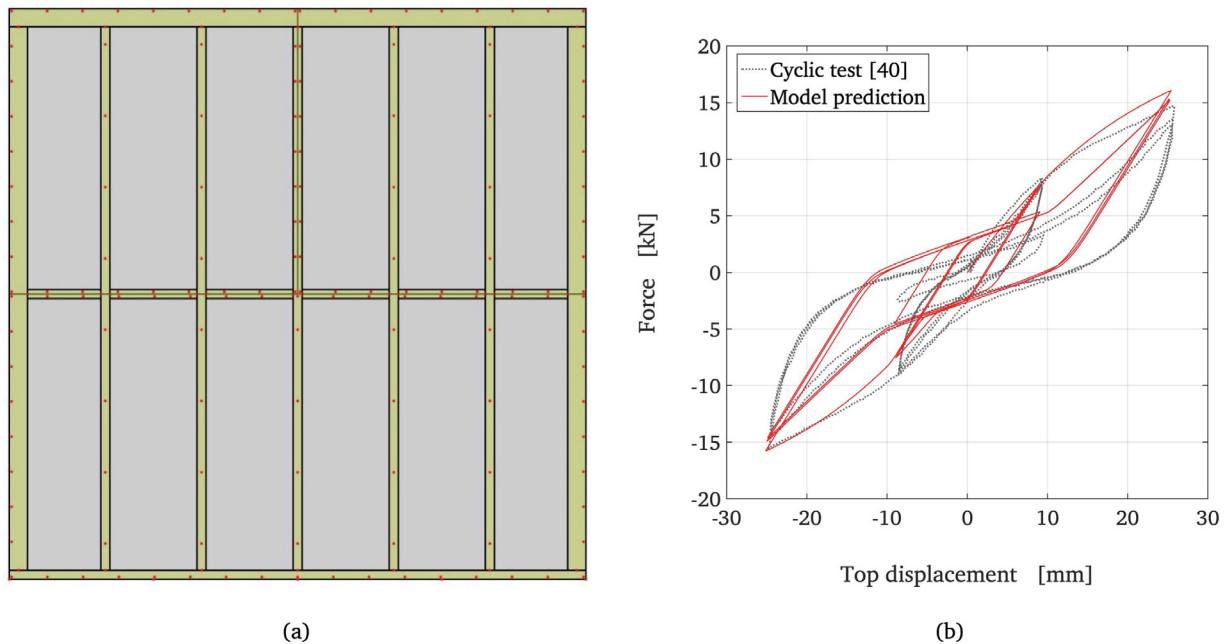 20
15
10
5
0
-5
-10
-15
-20
Cyclic test [40]
Model prediction
Force [kN]
-30 -20 -10 0 10 20 30
Top displacement [mm]
(a) (b)